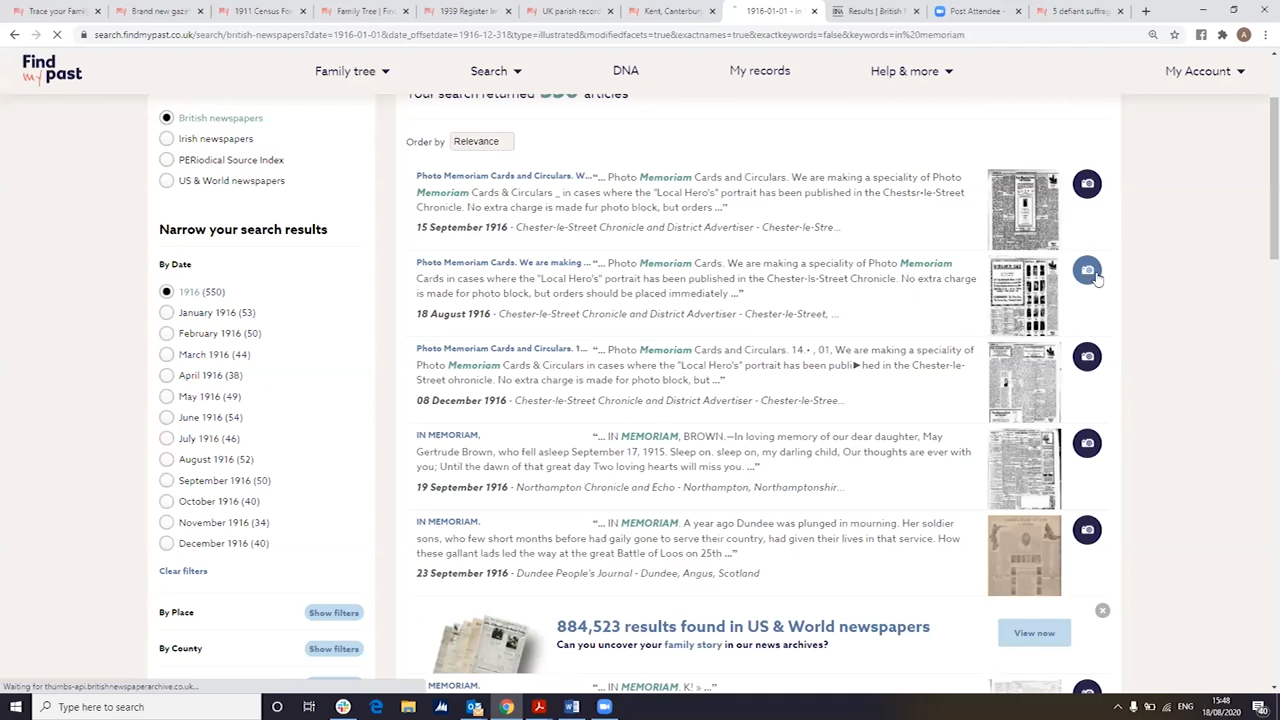 Trace your past
Brand new gaz
1911 Census Fo
Family Tree | Finc
1939 Register In
UK parish recor
Kent, Canterbury
1916-01-01 - In
Results | British T
Post Attendee -
5 defiant suffrag
search.findmypast.co.uk/search/british-newspapers?date=1916-01-01&date_offsetdate=1916-12-31&type=illustrated&modifiedfacets=true&exactnames=true&exactkeywords=false&keywords=in%20memoriam
Find my past
Family tree
Search
DNA
My records
Help & more
My Account
Your search returned 550 articles
British newspapers
Irish newspapers
PERiodical Source Index
US & World newspapers
Narrow your search results
By Date
1916 (550)
January 1916 (53)
February 1916 (50)
March 1916 (44)
April 1916 (38)
May 1916 (49)
June 1916 (54)
July 1916 (46)
August 1916 (52)
September 1916 (50)
October 1916 (40)
November 1916 (34)
December 1916 (40)
Clear filters
By Place Show filters
By County Show filters
Order by Relevance
Photo Memoriam Cards and Circulars. W... “... Photo Memoriam Cards and Circulars. We are making a speciality of Photo
Memoriam Cards & Circulars _ in cases where the "Local Hero's" portrait has been published in the Chestsr•le-Street
Chronicle. No extra charge is made fur photo block, but orders ...”
15 September 1916 - Chester-le-Street Chronicle and District Advertiser - Chester-le-Stre...
Photo Memoriam Cards. We are making ... “... Photo Memoriam Cards. We are making a speciality of Photo Memoriam
Cards in cases where the "Local Hero's" portrait has been published in the Chester-le-Street Chronicle. No extra charge
is made for photo block, but orders should be placed immediately ...”
18 August 1916 - Chester-le-Street Chronicle and District Advertiser - Chester-le-Street, ...
Photo Memoriam Cards and Circulars. 1... “... Photo Memoriam Cards and Circulars. 14.• , 01, We are making a speciality of
Photo Memoriam Cards & Circulars in cases where the "Local Hero's" portrait has been publi►hed in the Chester-le-
Street ohronicle. No extra charge is made for photo block, but ...”
08 December 1916 - Chester-le-Street Chronicle and District Advertiser - Chester-le-Stree...
IN MEMORIAM, “... IN MEMORIAM, BROWN.—In loving memory of our dear daughter, May
Gertrude Brown, who fell asleep September 17, 1915. Sleep on. sleep on, my darling child, Our thoughts are ever with
you; Until the dawn of that great day Two loving hearts will miss you. ...”
19 September 1916 - Northampton Chronicle and Echo - Northampton Northamptonshir...
IN MEMORIAM. “... IN MEMORIAM. A year ago Dundee was plunged in mourning. Her soldier
sons, who few short months before had gaily gone to serve their country, had given their lives in that service. How
these gallant lads led the way at the great Battle of Loos on 25th ...”
23 September 1916 - Dundee People's Journal - Dundee, Angus, Scotland
884,523 results found in US & World newspapers
Can you uncover your family story in our news archives?
View now
MEMORIAM. “... IN MEMORIAM, K! » ...”
Waiting for thumbs-api.britishnewspaperarchive.co.uk...
Type here to search
ENG
15:48
18/08/2020